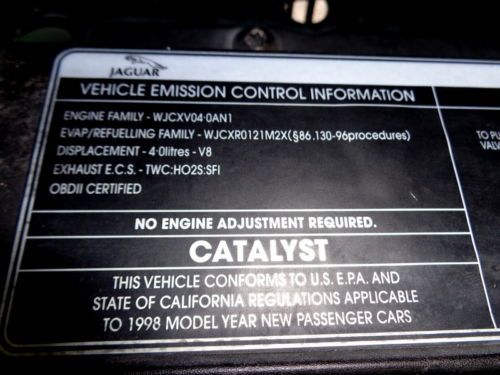 JAGUAR
VEHICLE EMISSION CONTROL INFORMATION
ENGINE FAMILY - WJCXV04·0AN1
EVAP/REFUELLING FAMILY - WJCXR0121M2X(§86.130-96procedures)
DISPLACEMENT - 4·0litres - V8
EXHAUST E.C.S. - TWC:HO2S:SFI
OBDII CERTIFIED
NO ENGINE ADJUSTMENT REQUIRED.
CATALYST
THIS VEHICLE CONFORMS TO U.S. E.P.A. AND
STATE OF CALIFORNIA REGULATIONS APPLICABLE
TO 1998 MODEL YEAR NEW PASSENGER CARS
TO
VALV